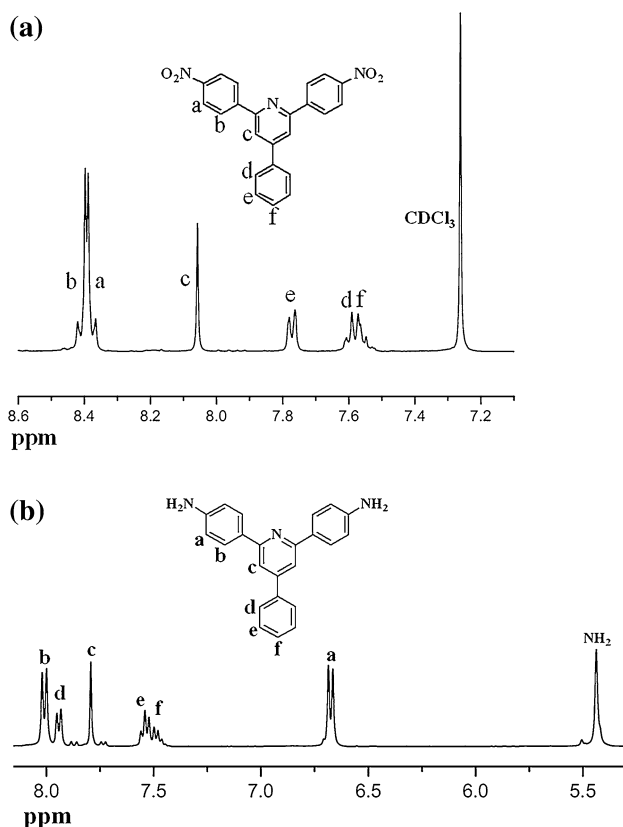 (a)
O2N NO2
N
a
b
c
d
e
f
CDCl3
b a c e d f
8.6 8.4 8.2 8.0 7.8 7.6 7.4 7.2
ppm
(b)
H2N NH2
N
a
b
c
d
e
f
b d c e f a NH2
8.0 7.5 7.0 6.5 6.0 5.5
ppm